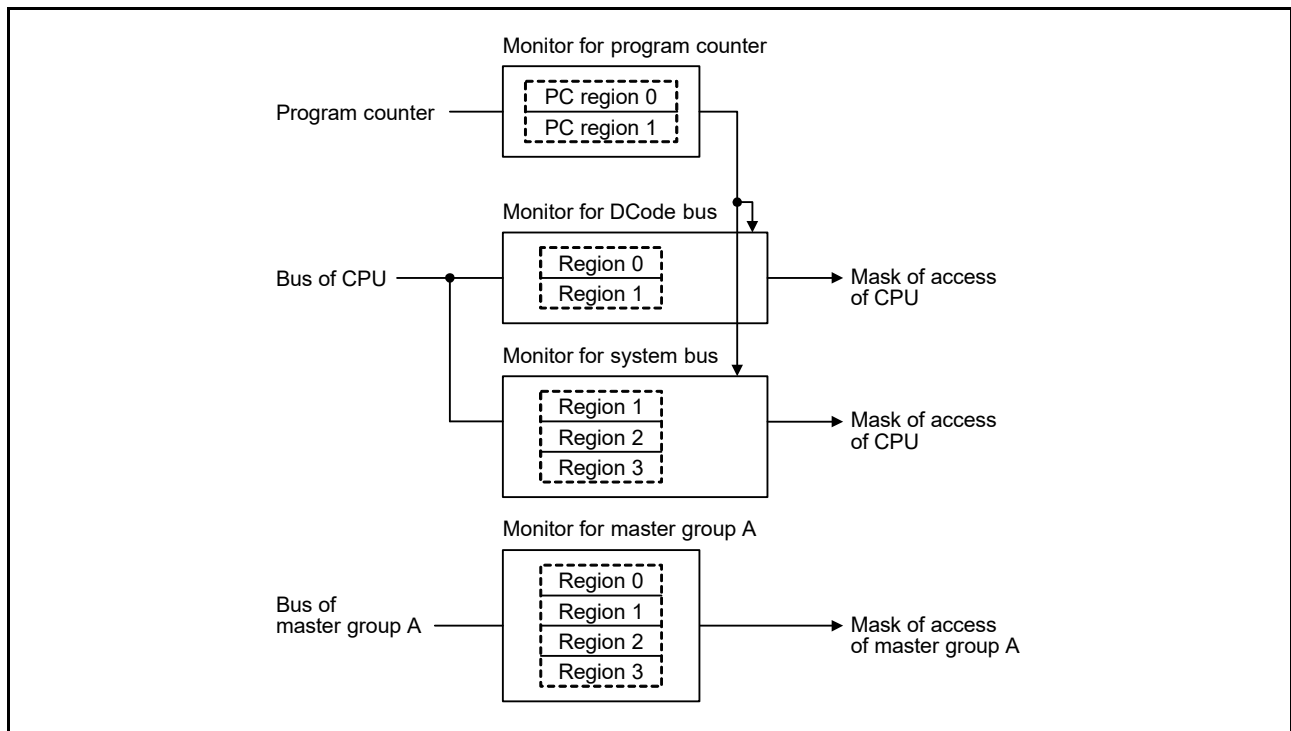 Monitor for program counter
Program counter
PC region 0
PC region 1
Monitor for DCode bus
Bus of CPU
Region 0
Region 1
Mask of access
of CPU
Monitor for system bus
Region 1
Region 2
Region 3
Mask of access
of CPU
Monitor for master group A
Bus of
master group A
Region 0
Region 1
Region 2
Region 3
Mask of access
of master group A